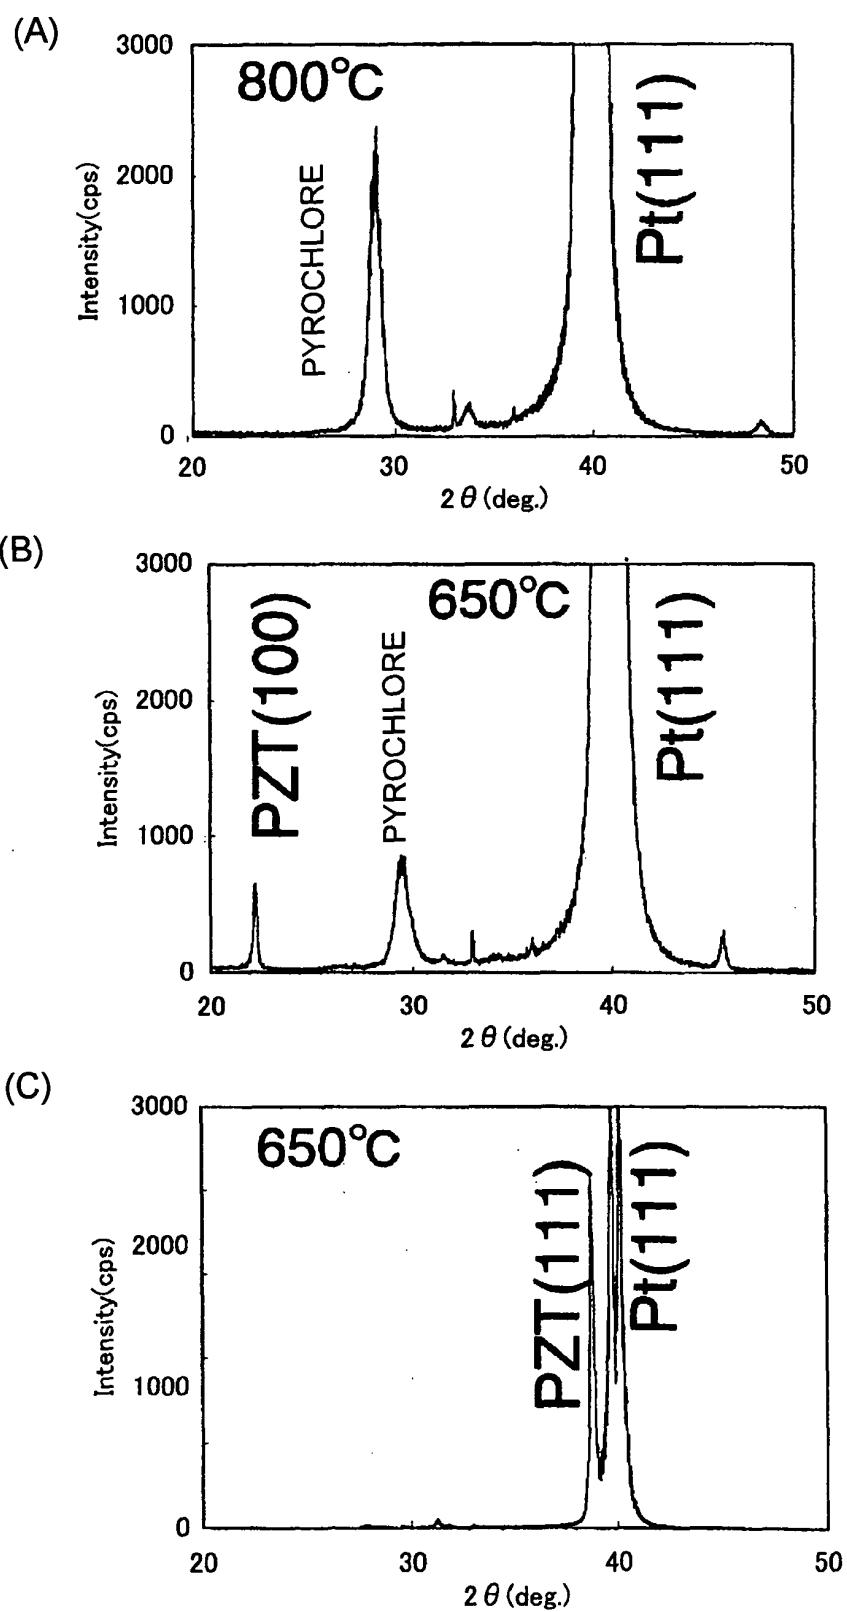 (A)
3000
2000
1000
0
Intensity(cps)
800℃
PYROCHLORE
Pt(111)
20 30 40 50
2θ(deg.)
(B)
3000
2000
1000
0
Intensity(cps)
PZT(100)
PYROCHLORE
650℃
Pt(111)
20 30 40 50
2θ(deg.)
(C)
3000
2000
1000
0
Intensity(cps)
650℃
PZT(111)
Pt(111)
20 30 40 50
2θ(deg.)